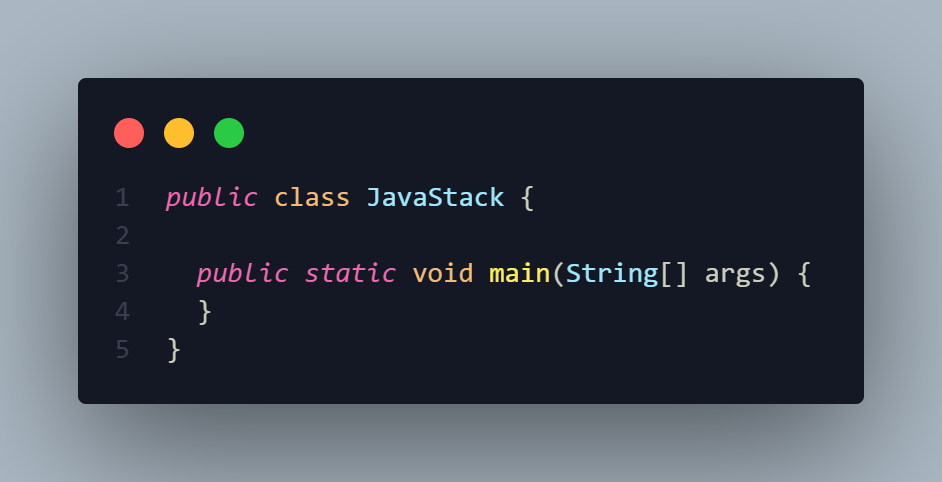 1 public class JavaStack {
2
3   public static void main(String[] args) {
4   }
5 }